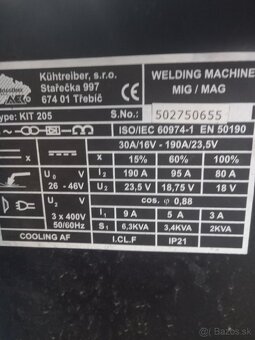 Kühtreiber, s.r.o.
Stařečka 997
674 01 Třebíč
WELDING MACHINE
MIG / MAG
ype: KIT 205
S.No.: 502750655
ISO/IEC 60974-1 EN 50190
30A/16V - 190A/23,5V
X 15% 60% 100%
U0 V I2 190 A 95 A 80 A
26 - 46V U2 23,5 V 18,75 V 18 V
cos. φ 0,88
U1 V I1 9 A 5 A 3 A
3 x 400V
50/60Hz
S1 6,3KVA 3,4KVA 2KVA
COOLING AF I.CL.F IP21
bazos.sk